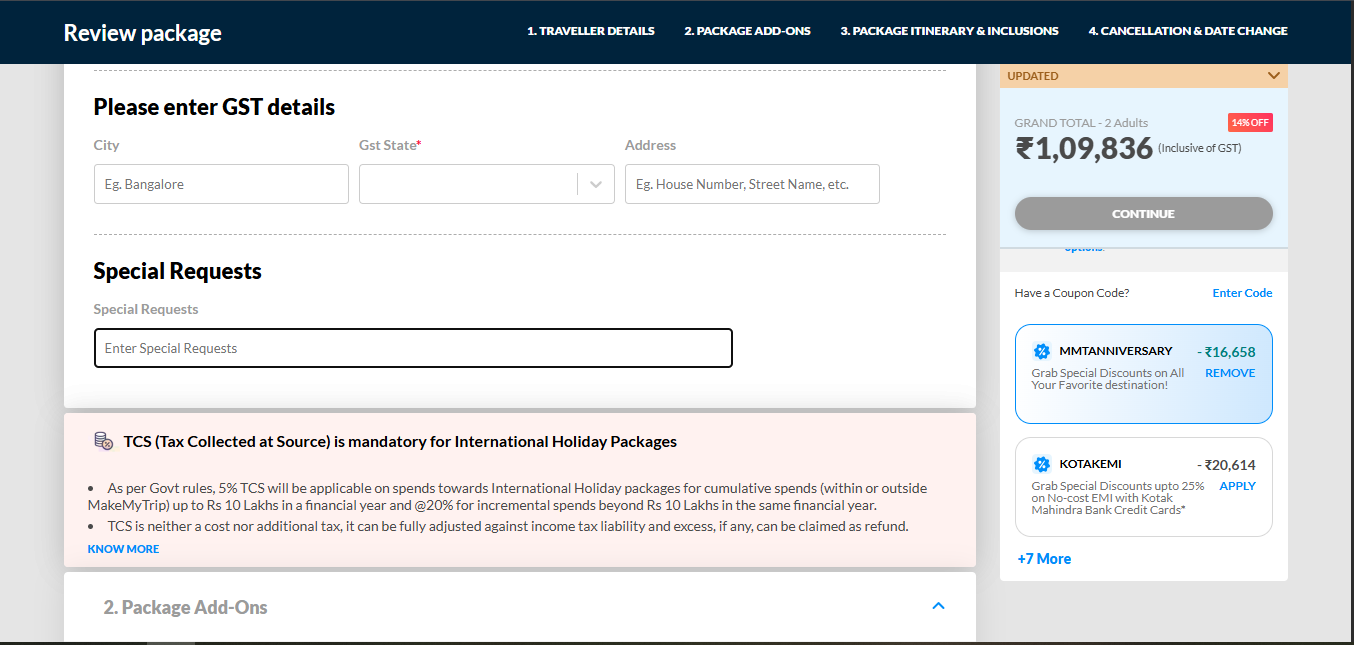 Review package
1. TRAVELLER DETAILS
2. PACKAGE ADD-ONS
3. PACKAGE ITINERARY & INCLUSIONS
4. CANCELLATION & DATE CHANGE
Please enter GST details
City
Gst State*
Address
Eg. Bangalore
Eg. House Number, Street Name, etc.
Special Requests
Special Requests
Enter Special Requests
TCS (Tax Collected at Source) is mandatory for International Holiday Packages
• As per Govt rules, 5% TCS will be applicable on spends towards International Holiday packages for cumulative spends (within or outside
MakeMyTrip) up to Rs 10 Lakhs in a financial year and @20% for incremental spends beyond Rs 10 Lakhs in the same financial year.
• TCS is neither a cost nor additional tax, it can be fully adjusted against income tax liability and excess, if any, can be claimed as refund.
KNOW MORE
2. Package Add-Ons
UPDATED
GRAND TOTAL - 2 Adults
14% OFF
₹1,09,836 (Inclusive of GST)
CONTINUE
options.
Have a Coupon Code?
Enter Code
MMTANNIVERSARY
- ₹16,658
Grab Special Discounts on All
REMOVE
Your Favorite destination!
KOTAKEMI
- ₹20,614
Grab Special Discounts upto 25%
APPLY
on No-cost EMI with Kotak
Mahindra Bank Credit Cards*
+7 More